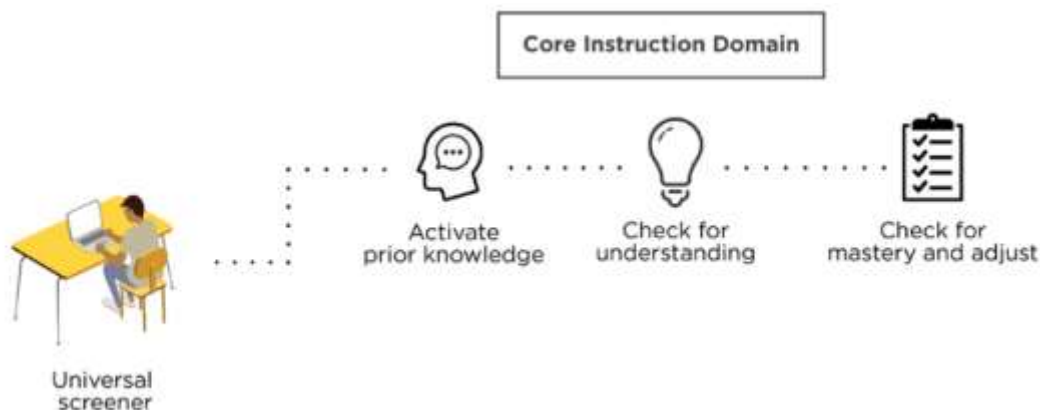 Core Instruction Domain
Activate
prior knowledge
Check for
understanding
Check for
mastery and adjust
Universal
screener